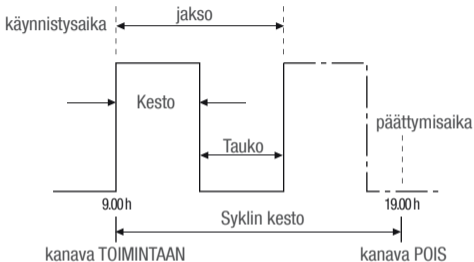 käynnistysaika
jakso
Kesto
päättymisaika
Tauko
9.00 h
19.00 h
Syklin kesto
kanava TOIMINTAAN
kanava POIS